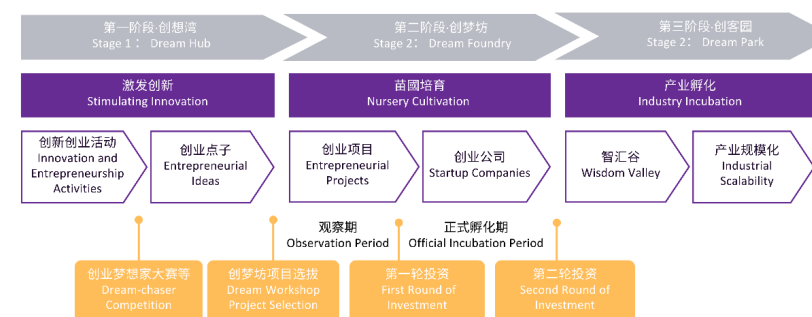 第一阶段·创想湾
Stage 1： Dream Hub
第二阶段·创梦坊
Stage 2： Dream Foundry
第三阶段·创客园
Stage 2： Dream Park
激发创新
Stimulating Innovation
苗國培育
Nursery Cultivation
产业孵化
Industry Incubation
创新创业活动
Innovation and
Entrepreneurship
Activities
创业点子
Entrepreneurial
Ideas
创业项目
Entrepreneurial
Projects
创业公司
Startup Companies
智汇谷
Wisdom Valley
产业规模化
Industrial
Scalability
观察期
Observation Period
正式孵化期
Official Incubation Period
创业梦想家大赛等
Dream-chaser
Competition
创梦坊项目选拔
Dream Workshop
Project Selection
第一轮投资
First Round of
Investment
第二轮投资
Second Round of
Investment